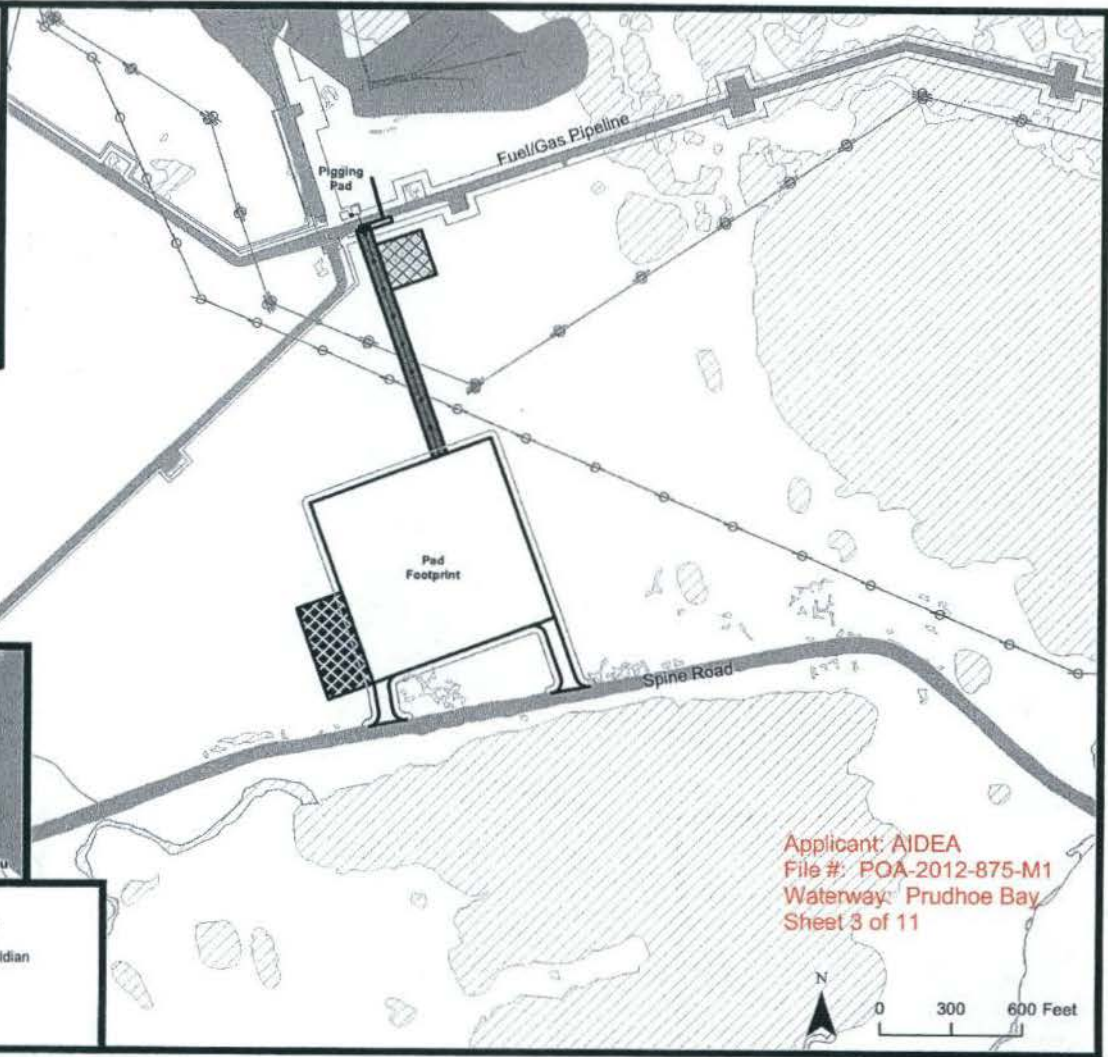 Fuel/Gas Pipeline
Pigging
Pad
Pad
Footprint
Spine Road
Applicant: AIDEA
File #: POA-2012-875-M1
Waterway: Prudhoe Bay
Sheet 3 of 11
N
0 300 600 Feet